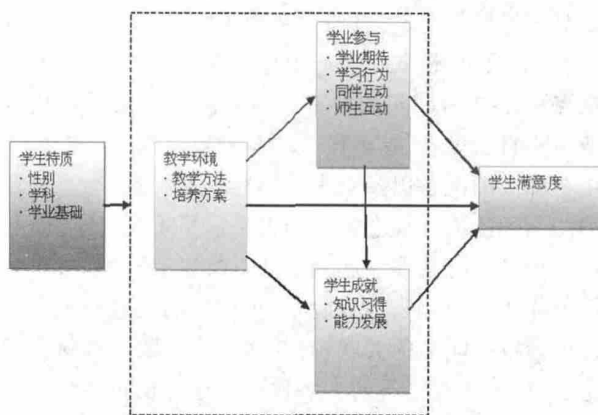 学业参与
· 学业期待
· 学习行为
· 同伴互动
· 师生互动
学生特质
· 性别
· 学科
· 学业基础
教学环境
· 教学方法
· 培养方案
学生满意度
学生成就
· 知识习得
· 能力发展